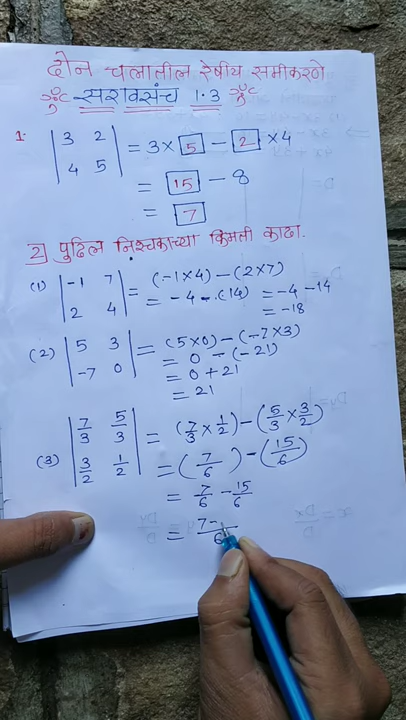 दोन चलातील रेषीय समीकरणे
सरावसंच 1.3
1. | 3 2 | = 3 × 5 - 2 × 4
| 4 5 |
= 15 - 8
= 7
2) पुढिल निश्चकाच्या किमती काढा.
(1) | -1 7 | = (-1×4) - (2×7)
| 2 4 | = -4 - (14) = -4 - 14
= -18
(2) | 5 3 | = (5×0) - (-7×3)
| -7 0 | = 0 - (-21)
= 0 + 21
= 21
(3) | 7/3 5/3 | = (7/3 × 1/2) - (5/3 × 3/2)
| 3/2 1/2 | = (7/6) - (15/6)
= 7/6 - 15/6
= 7-/6